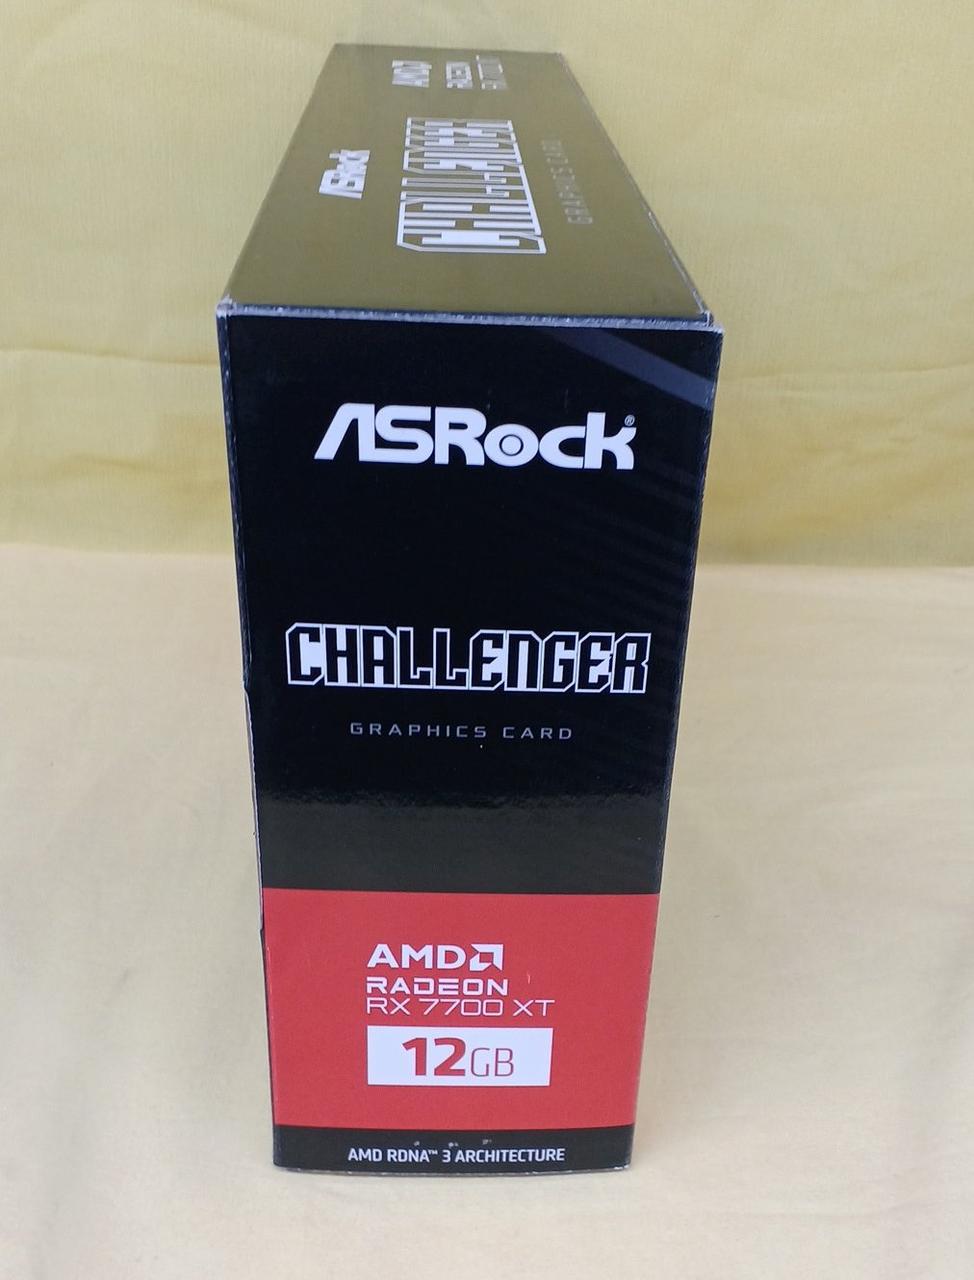 AMD
RADEON
ASRock
CHALLENGER
GRAPHICS CARD
ASRock®
CHALLENGER
GRAPHICS CARD
AMD
RADEON
RX 7700 XT
12GB
AMD RDNA™ 3 ARCHITECTURE